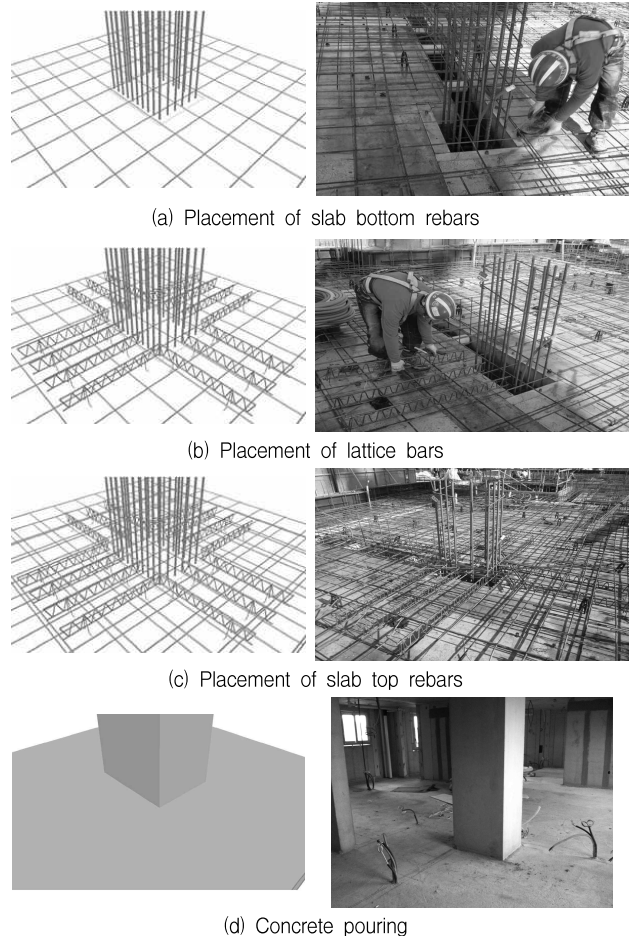 (a) Placement of slab bottom rebars
(b) Placement of lattice bars
(c) Placement of slab top rebars
(d) Concrete pouring